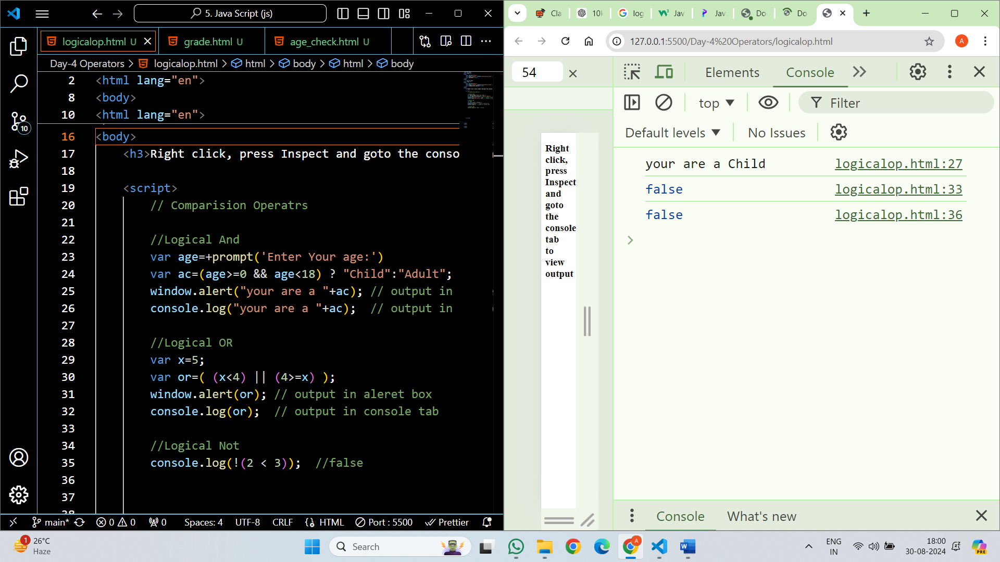 5. Java Script (js)
logicalop.html U
grade.html U
age_check.html U
Day-4 Operators > logicalop.html > html > body > html > body
2 <html lang="en">
8 <body>
10 <html lang="en">
16 <body>
17 <h3>Right click, press Inspect and goto the conso
18
19 <script>
20 // Comparision Operatrs
21
22 //Logical And
23 var age=+prompt('Enter Your age:')
24 var ac=(age>=0 && age<18) ? "Child":"Adult";
25 window.alert("your are a "+ac); // output in
26 console.log("your are a "+ac);  // output in
27
28 //Logical OR
29 var x=5;
30 var or=( (x<4) || (4>=x) );
31 window.alert(or); // output in aleret box
32 console.log(or);  // output in console tab
33
34 //Logical Not
35 console.log(!(2 < 3));  //false
36
37
38
10
main* 0 0 0 Spaces: 4 UTF-8 CRLF HTML Port : 5500 Prettier
Cla 10k log Jav Jav Do Do
127.0.0.1:5500/Day-4%20Operators/logicalop.html
A
54
Elements Console
top Filter
Default levels No Issues
your are a Child logicalop.html:27
false logicalop.html:33
false logicalop.html:36
Right
click,
press
Inspect
and
goto
the
console
tab
to
view
output
Console What's new
1
26°C
Haze
Search
A
ENG
IN
18:00
30-08-2024
PRE